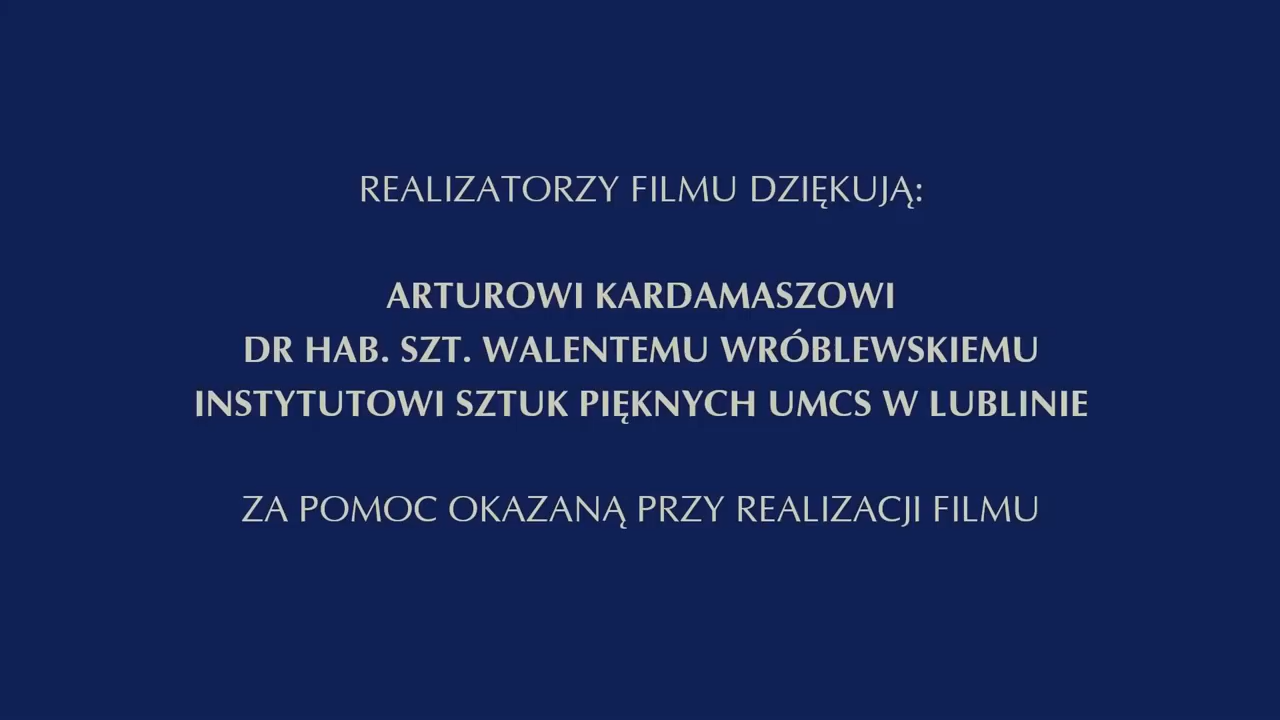 REALIZATORZY FILMU DZIĘKUJĄ:
ARTUROWI KARDAMASZOWI
DR HAB. SZT. WALENTEMU WRÓBLEWSKIEMU
INSTYTUTOWI SZTUK PIĘKNYCH UMCS W LUBLINIE
ZA POMOC OKAZANĄ PRZY REALIZACJI FILMU